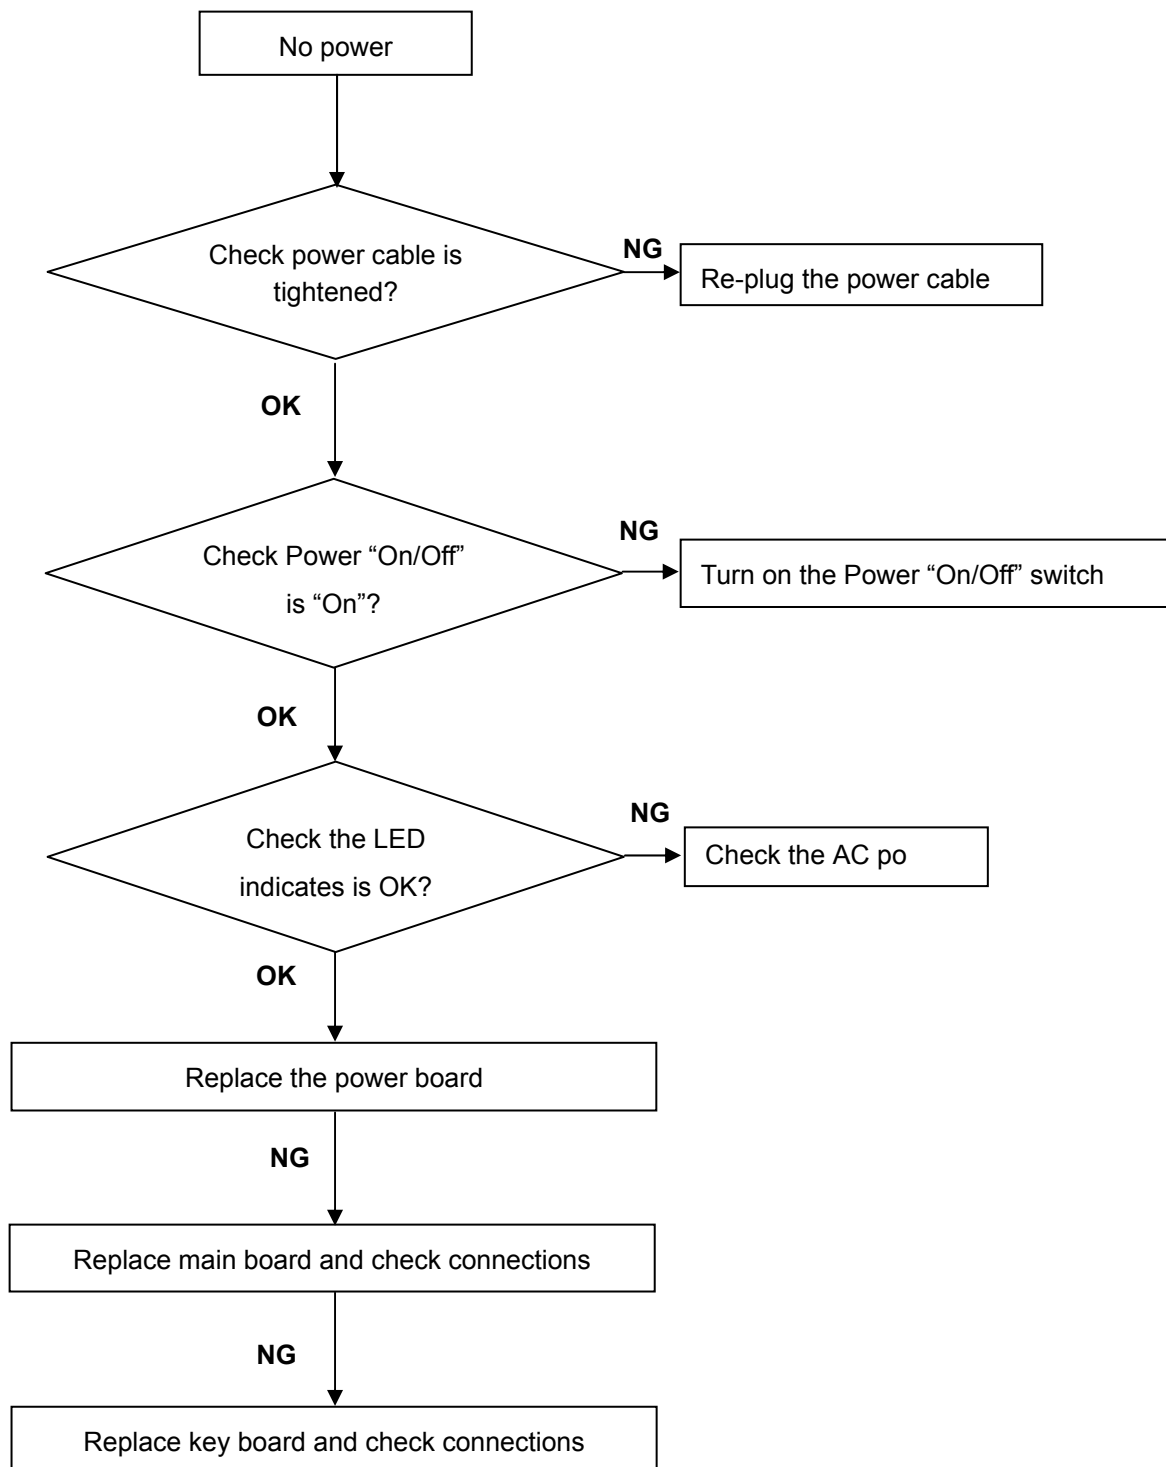 No power
Check power cable is
tightened?
NG
Re-plug the power cable
OK
Check Power “On/Off”
is “On”?
NG
Turn on the Power “On/Off” switch
OK
Check the LED
indicates is OK?
NG
Check the AC po
OK
Replace the power board
NG
Replace main board and check connections
NG
Replace key board and check connections